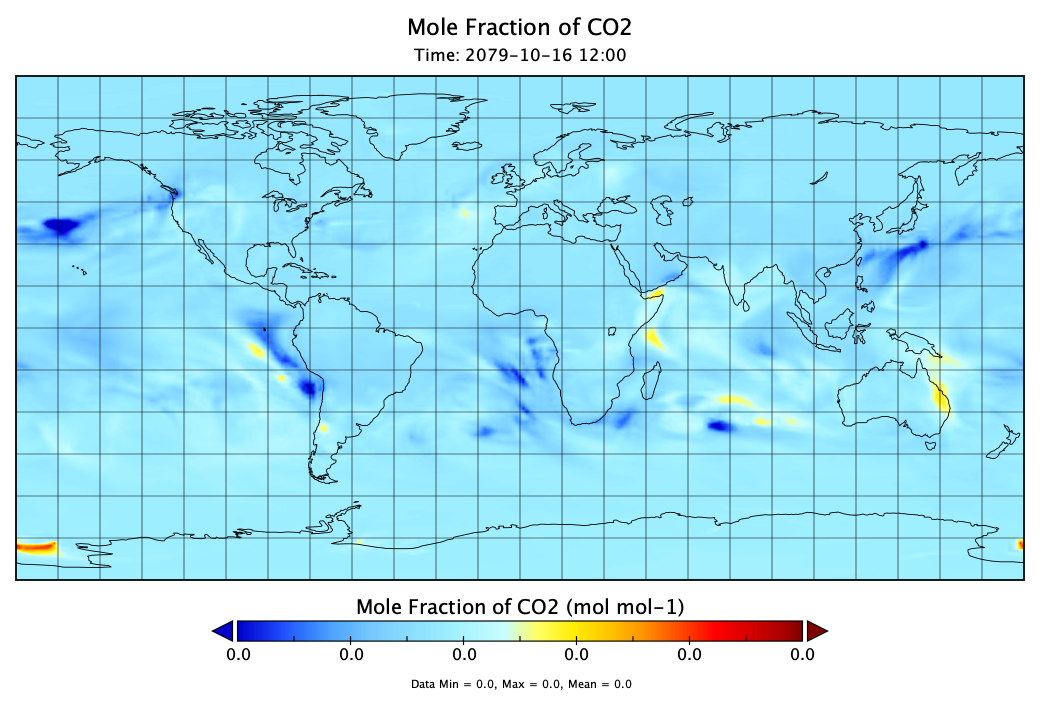 Mole Fraction of CO2
Time: 2079-10-16 12:00
Mole Fraction of CO2 (mol mol-1)
0.0 0.0 0.0 0.0 0.0 0.0
Data Min = 0.0, Max = 0.0, Mean = 0.0